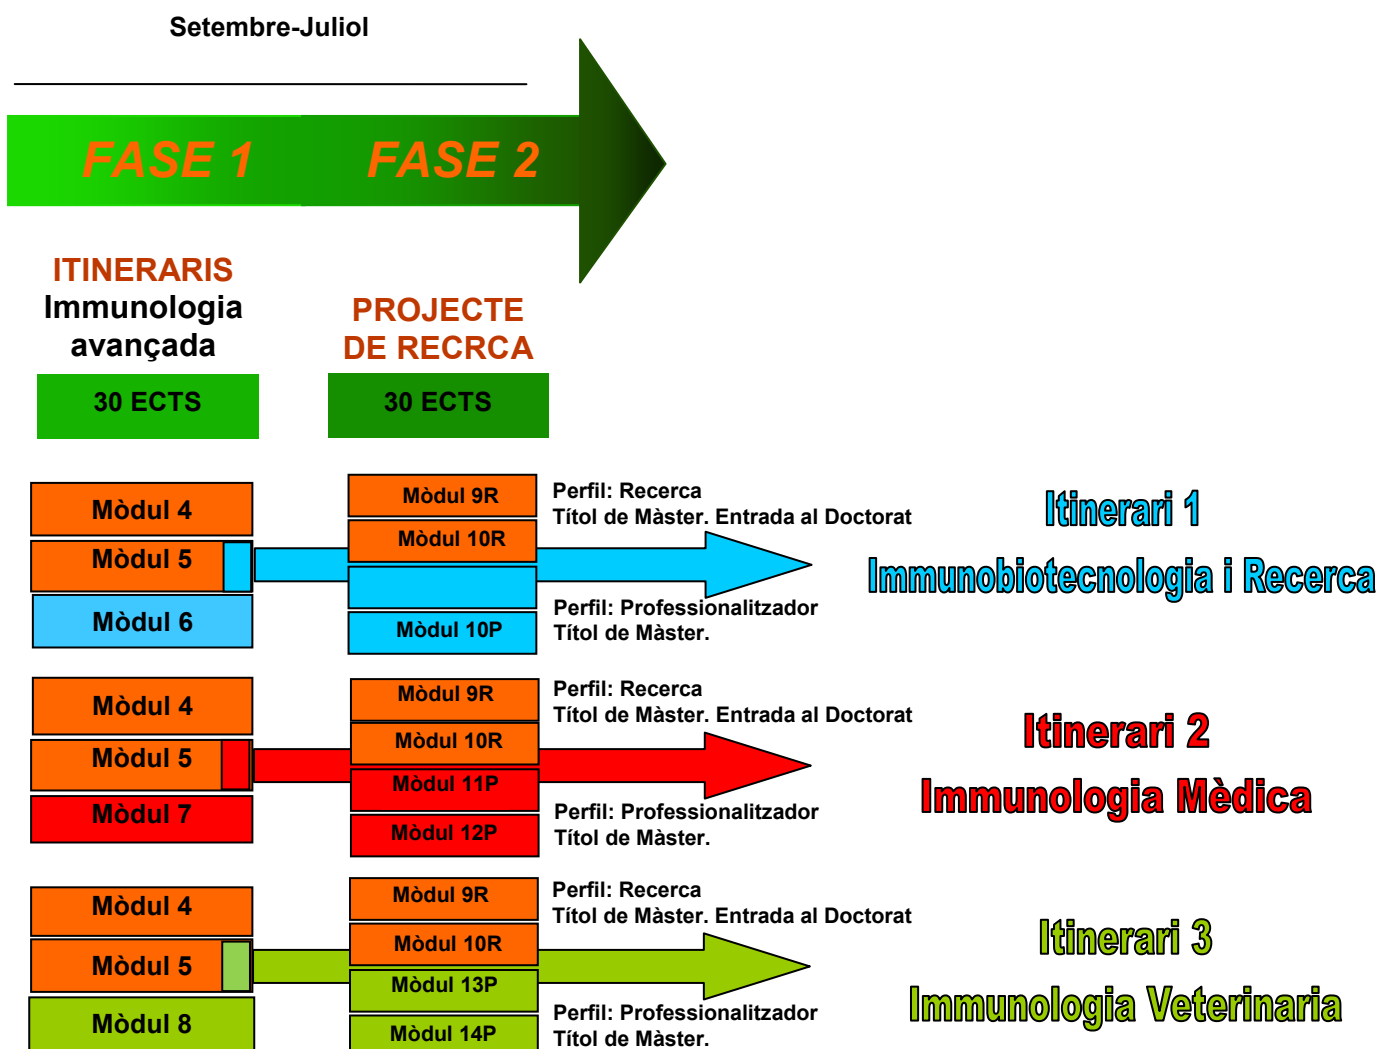 Setembre-Juliol
FASE 1
FASE 2
ITINERARIS
Immunologia
avançada
30 ECTS
PROJECTE
DE RECRCA
30 ECTS
Mòdul 4
Mòdul 5
Mòdul 6
Mòdul 9R
Mòdul 10R
Mòdul 10P
Perfil: Recerca
Títol de Màster. Entrada al Doctorat
Perfil: Professionalitzador
Títol de Màster.
Itinerari 1
Immunobiotecnologia i Recerca
Mòdul 4
Mòdul 5
Mòdul 7
Mòdul 9R
Mòdul 10R
Mòdul 11P
Mòdul 12P
Perfil: Recerca
Títol de Màster. Entrada al Doctorat
Perfil: Professionalitzador
Títol de Màster.
Itinerari 2
Immunologia Mèdica
Mòdul 4
Mòdul 5
Mòdul 8
Mòdul 9R
Mòdul 10R
Mòdul 13P
Mòdul 14P
Perfil: Recerca
Títol de Màster. Entrada al Doctorat
Perfil: Professionalitzador
Títol de Màster.
Itinerari 3
Immunologia Veterinaria